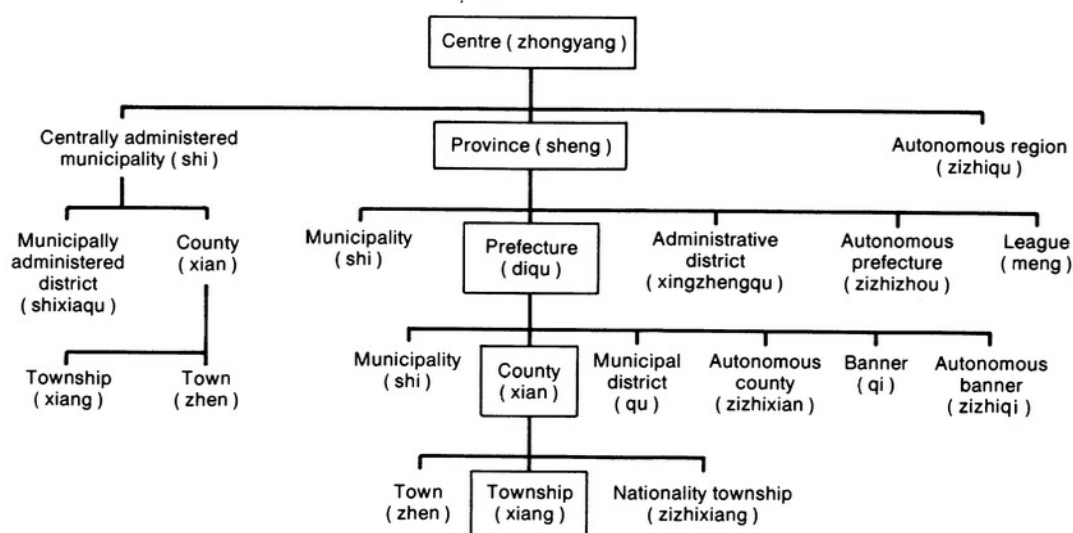 Centre ( zhongyang )
Centrally administered
municipality ( shi )
Province ( sheng )
Autonomous region
( zizhiqu )
Municipally
administered
district
( shixiaqu )
County
( xian )
Municipality
( shi )
Prefecture
( diqu )
Administrative
district
( xingzhengqu )
Autonomous
prefecture
( zizhizhou )
League
( meng )
Township
( xiang )
Town
( zhen )
Municipality
( shi )
County
( xian )
Municipal
district
( qu )
Autonomous
county
( zizhixian )
Banner
( qi )
Autonomous
banner
( zizhiqi )
Town
( zhen )
Township
( xiang )
Nationality township
( zizhixiang )